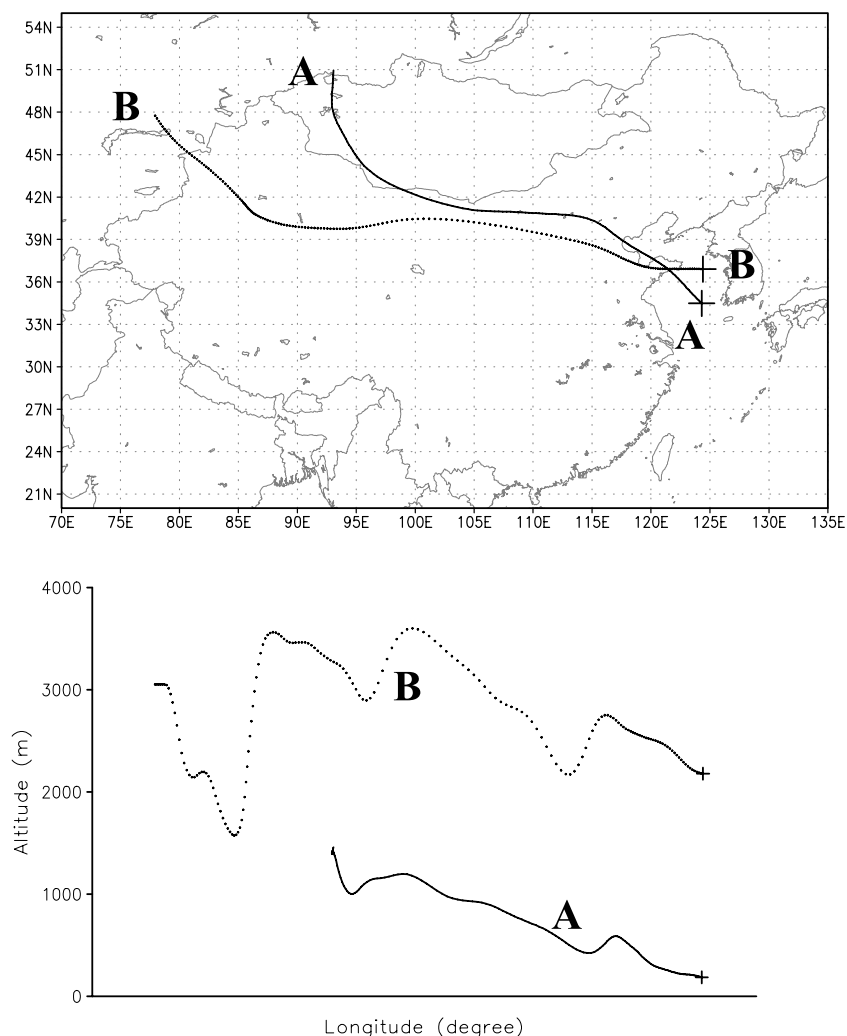 54N
51N
48N
45N
42N
39N
36N
33N
30N
27N
24N
21N
A
B
B
A
70E 75E 80E 85E 90E 95E 100E 105E 110E 115E 120E 125E 130E 135E
4000
3000
2000
1000
0
Altitude (m)
B
A
Longitude (degree)